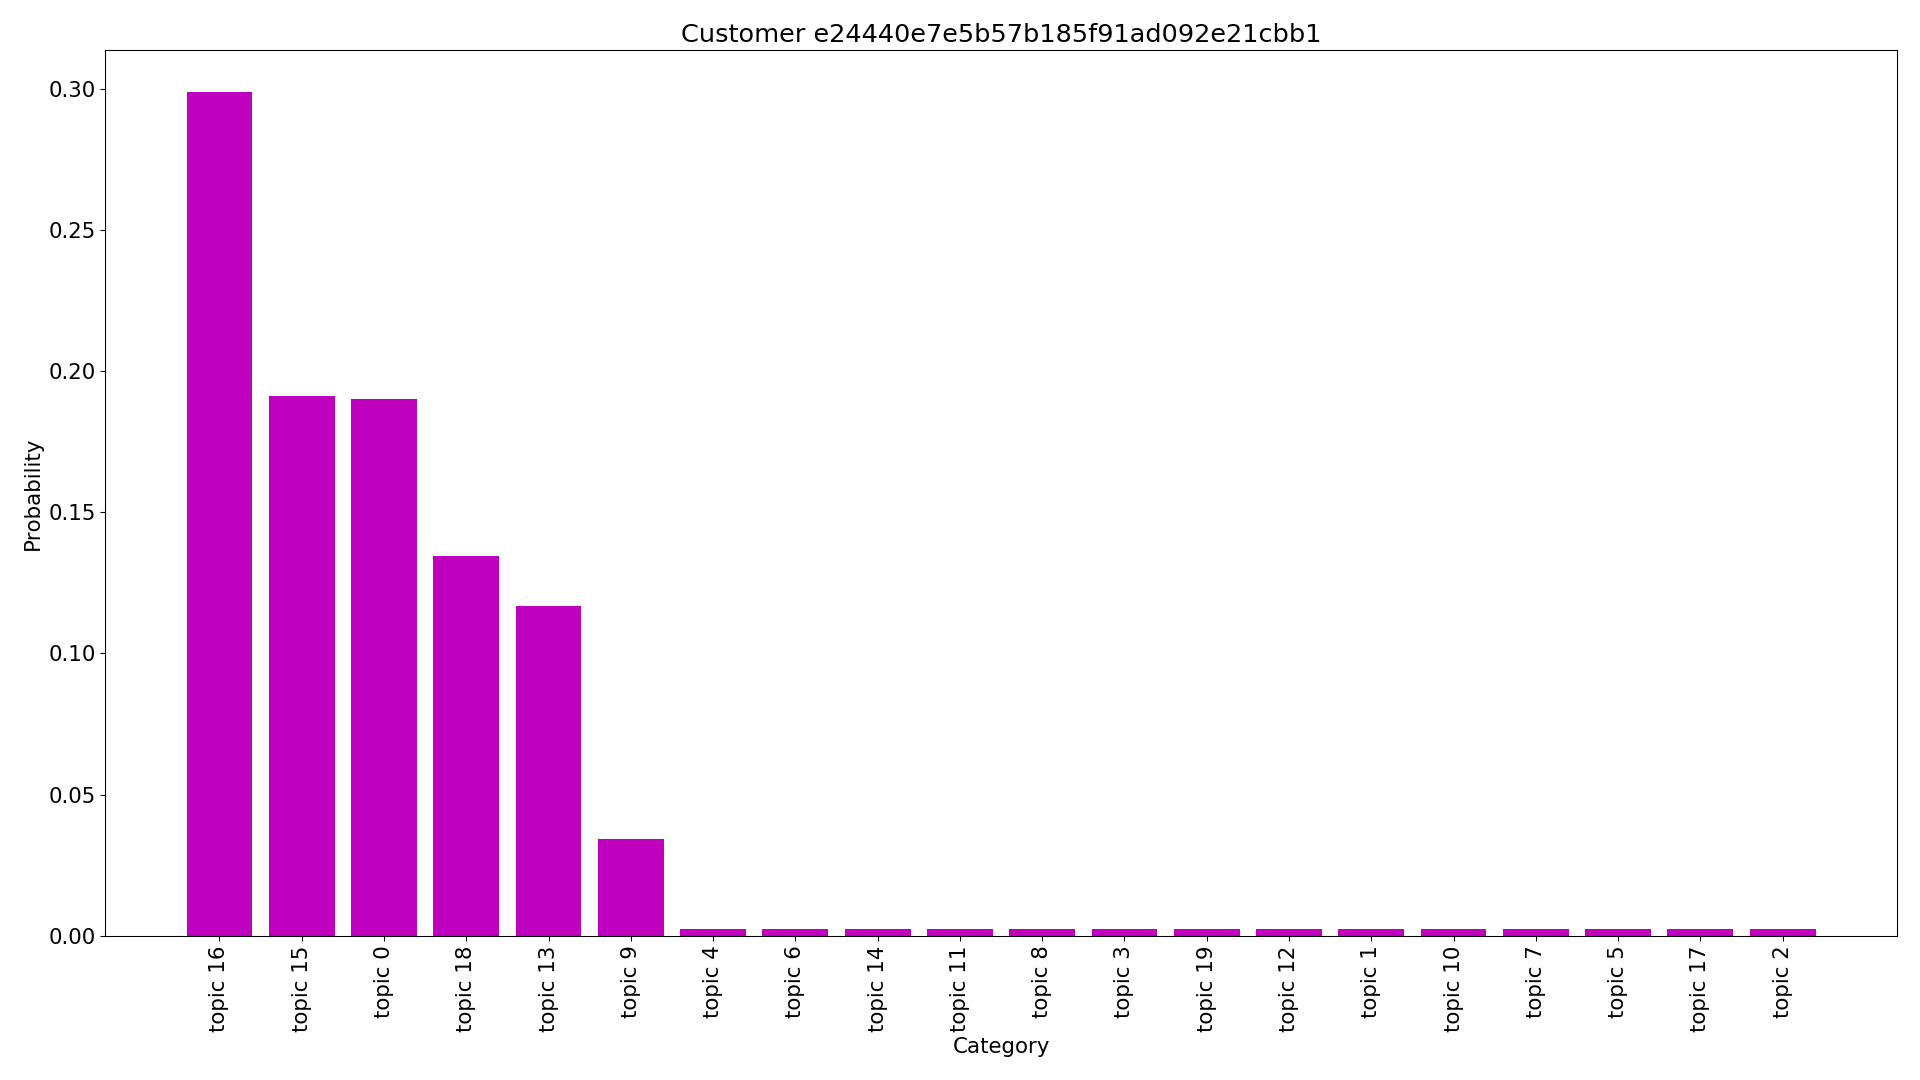 Customer e24440e7e5b57b185f91ad092e21cbb1
0.30
0.25
0.20
0.15
0.10
0.05
0.00
Probability
topic 16
topic 15
topic 0
topic 18
topic 13
topic 9
topic 4
topic 6
topic 14
topic 11
topic 8
topic 3
topic 19
topic 12
topic 1
topic 10
topic 7
topic 5
topic 17
topic 2
Category